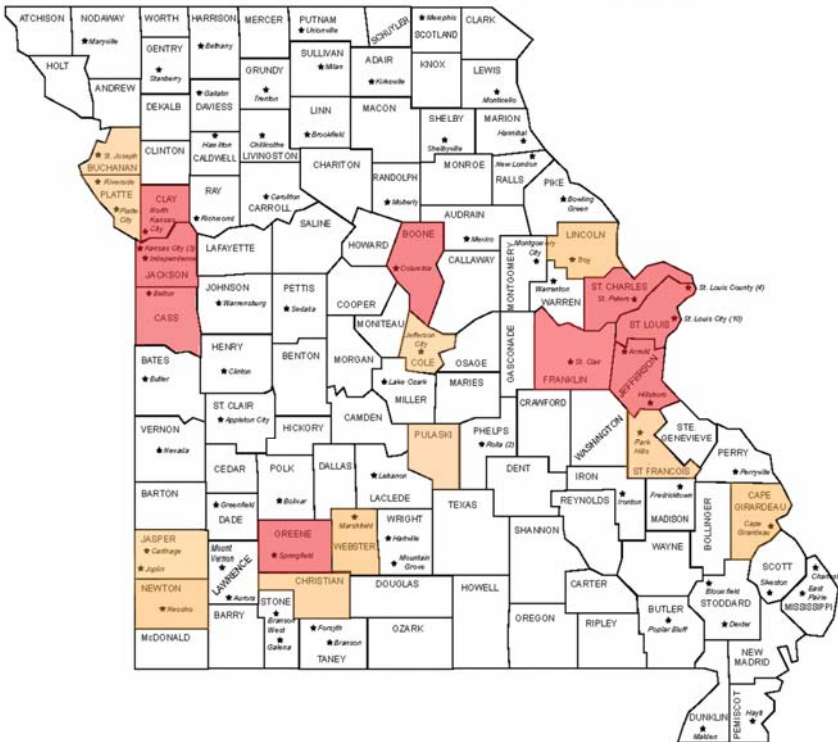 ATCHISON
NODAWAY
Maryville
WORTH
HARRISON
Bethany
MERCER
PUTNAM
Unionville
SCHUYLER
Memphis
SCOTLAND
CLARK
HOLT
GENTRY
Stanberry
GRUNDY
Trenton
SULLIVAN
Milan
ADAIR
Kirksville
KNOX
LEWIS
Monticello
ANDREW
DEKALB
Gallatin
DAVIESS
LINN
Brookfield
MACON
SHELBY
Shelbyville
MARION
Hannibal
St. Joseph
BUCHANAN
CLINTON
Hamilton
CALDWELL
Chillicothe
LIVINGSTON
CHARITON
RANDOLPH
Moberly
MONROE
New London
RALLS
Riverside
PLATTE
Platte
City
CLAY
North
Kansas
City
RAY
Richmond
Carollton
CARROLL
SALINE
HOWARD
BOONE
Columbia
AUDRAIN
Mexico
PIKE
Bowling
Green
Kansas City (3)
Independence
JACKSON
LAFAYETTE
CALLAWAY
MONTGOMERY
Montgomery
City
LINCOLN
Troy
Warrenton
WARREN
ST. CHARLES
St. Peters
St. Louis County (4)
ST. LOUIS
St. Louis City (10)
Belton
CASS
JOHNSON
Warrensburg
PETTIS
Sedalia
COOPER
MONITEAU
Jefferson
City
COLE
OSAGE
GASCONADE
St. Clair
FRANKLIN
Arnold
JEFFERSON
Hillsboro
BATES
Butler
HENRY
Clinton
BENTON
MORGAN
Lake Ozark
MILLER
MARIES
CRAWFORD
WASHINGTON
STE.
GENEVIEVE
ST. CLAIR
Appleton City
HICKORY
CAMDEN
PULASKI
PHELPS
Rolla (2)
Park
Hills
ST FRANCOIS
PERRY
Perryville
VERNON
Nevada
CEDAR
POLK
Bolivar
DALLAS
Lebanon
LACLEDE
DENT
IRON
Ironton
REYNOLDS
Fredricktown
MADISON
BOLLINGER
CAPE
GIRARDEAU
Cape
Girardeau
BARTON
Greenfield
DADE
GREENE
Springfield
Marshfield
WEBSTER
WRIGHT
Hartville
Mountain
Grove
TEXAS
SHANNON
WAYNE
SCOTT
Sikeston
JASPER
Carthage
Joplin
Mount
Vernon
LAWRENCE
Aurora
CHRISTIAN
DOUGLAS
HOWELL
CARTER
Bloomfield
STODDARD
Dexter
East
Prairie
MISSISSIPPI
NEWTON
Neosho
McDONALD
BARRY
STONE
Branson
West
Galena
Forsyth
Branson
TANEY
OZARK
OREGON
RIPLEY
BUTLER
Poplar Bluff
NEW
MADRID
DUNKLIN
Malden
PEMISCOT
Hayti